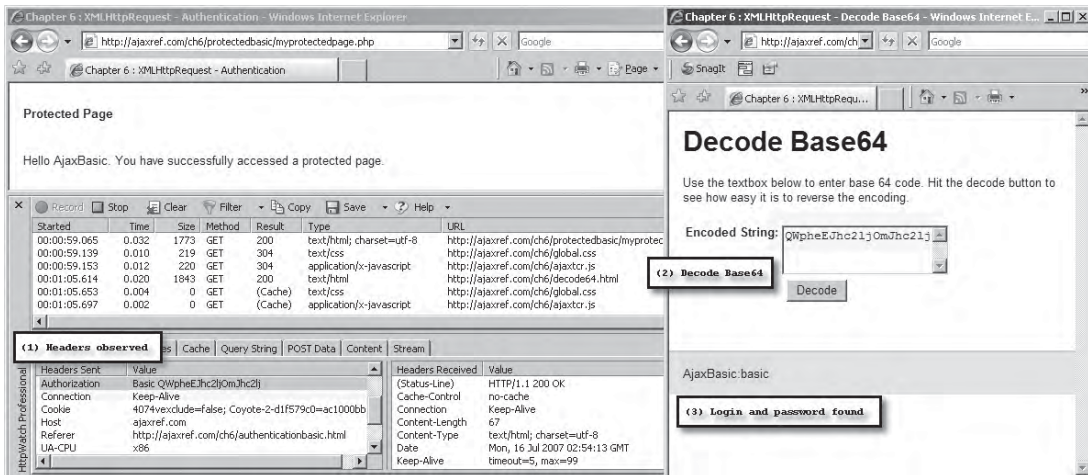 Chapter 6 : XMLHttpRequest - Authentication - Windows Internet Explorer
http://ajaxref.com/ch6/protectedbasic/myprotectedpage.php
Google
Chapter 6 : XMLHttpRequest - Authentication
Page
Protected Page
Hello AjaxBasic. You have successfully accessed a protected page.
Record Stop Clear Filter Copy Save Help
Started Time Size Method Result Type URL
00:00:59.065 0.032 1773 GET 200 text/html; charset=utf-8 http://ajaxref.com/ch6/protectedbasic/myprotec
00:00:59.139 0.010 219 GET 304 text/css http://ajaxref.com/ch6/global.css
00:00:59.153 0.012 220 GET 304 application/x-javascript http://ajaxref.com/ch6/ajaxtcr.js
00:01:05.614 0.020 1843 GET 200 text/html http://ajaxref.com/ch6/decode64.html
00:01:05.653 0.004 0 GET (Cache) text/css http://ajaxref.com/ch6/global.css
00:01:05.697 0.002 0 GET (Cache) application/x-javascript http://ajaxref.com/ch6/ajaxtcr.js
(1) Headers observed
es Cache Query String POST Data Content Stream
HttpWatch Professional
Headers Sent Value
Authorization Basic QWpheEJhc2ljOmJhc2lj
Connection Keep-Alive
Cookie 4074vexclude=false; Coyote-2-d1f579c0=ac1000bb
Host ajaxref.com
Referer http://ajaxref.com/ch6/authenticationbasic.html
UA-CPU x86
Headers Received Value
(Status-Line) HTTP/1.1 200 OK
Cache-Control no-cache
Connection Keep-Alive
Content-Length 67
Content-Type text/html; charset=utf-8
Date Mon, 16 Jul 2007 02:54:13 GMT
Keep-Alive timeout=5, max=99
Chapter 6 : XMLHttpRequest - Decode Base64 - Windows Internet E...
http://ajaxref.com/ch
Google
SnagIt
Chapter 6 : XMLHttpRequ...
Decode Base64
Use the textbox below to enter base 64 code. Hit the decode button to
see how easy it is to reverse the encoding.
Encoded String: QWpheEJhc2ljOmJhc2lj
(2) Decode Base64
Decode
AjaxBasic:basic
(3) Login and password found